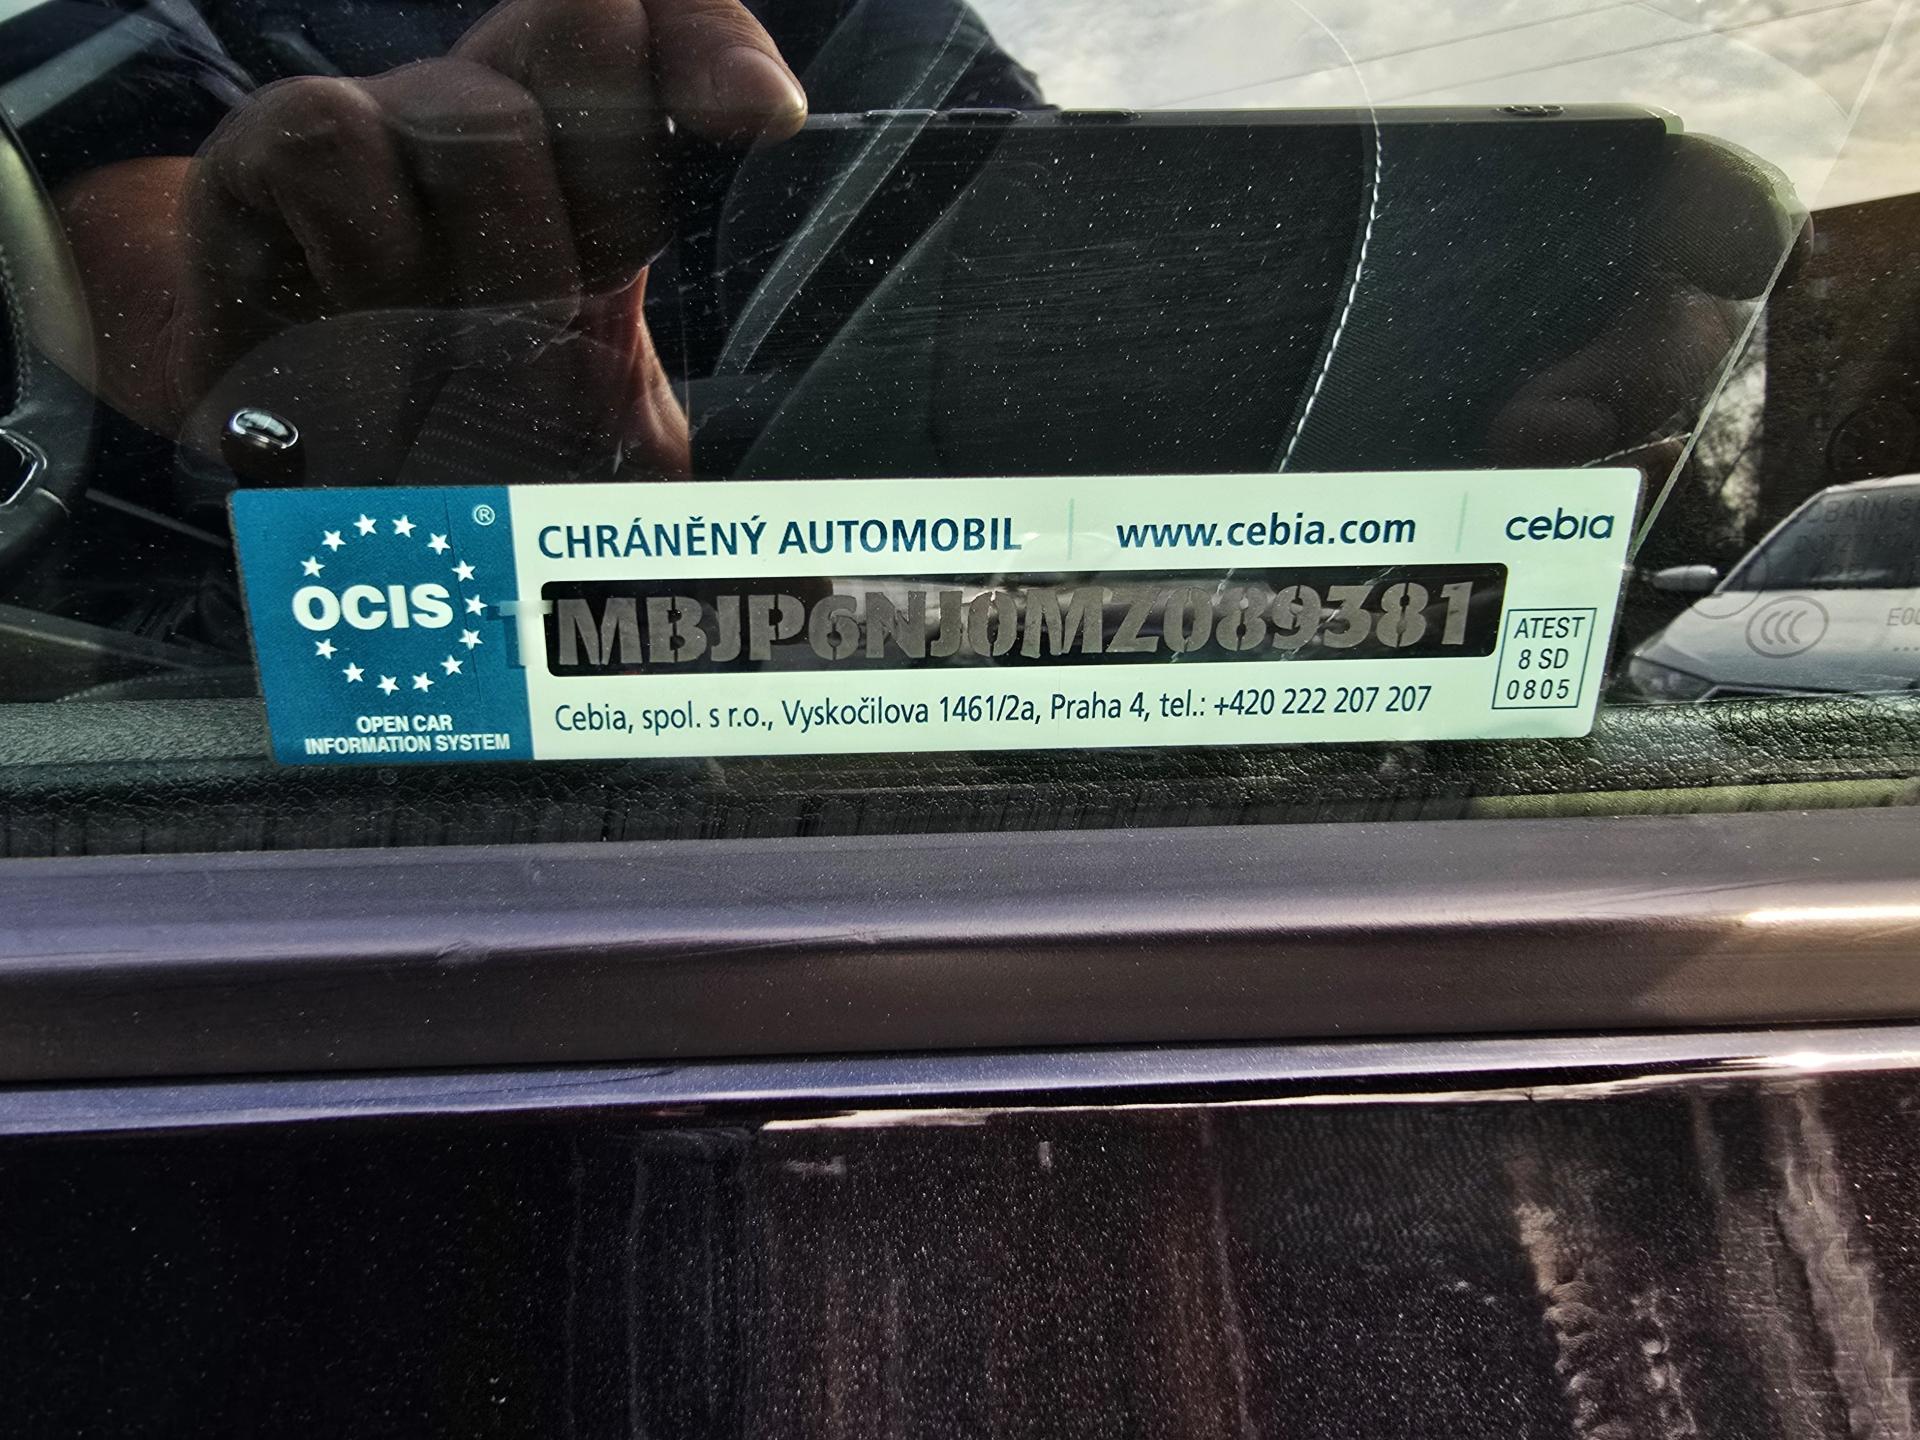 CHRÁNĚNÝ AUTOMOBIL www.cebia.com cebia
OCIS ®
TMBJP6NJ0MZ089381
ATEST
8 SD
0805
Cebia, spol. s r.o., Vyskočilova 1461/2a, Praha 4, tel.: +420 222 207 207
OPEN CAR
INFORMATION SYSTEM
CCC